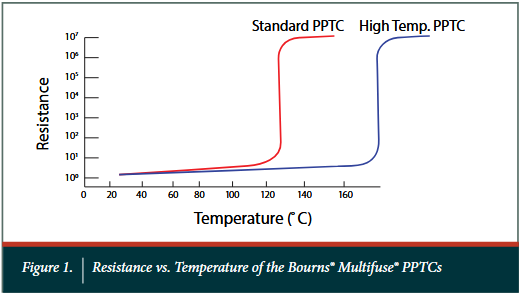 Standard PPTC High Temp. PPTC
Resistance
10⁷
10⁶
10⁵
10⁴
10³
10²
10¹
10⁰
0 20 40 60 80 100 120 140 160
Temperature (° C)
Figure 1. Resistance vs. Temperature of the Bourns® Multifuse® PPTCs